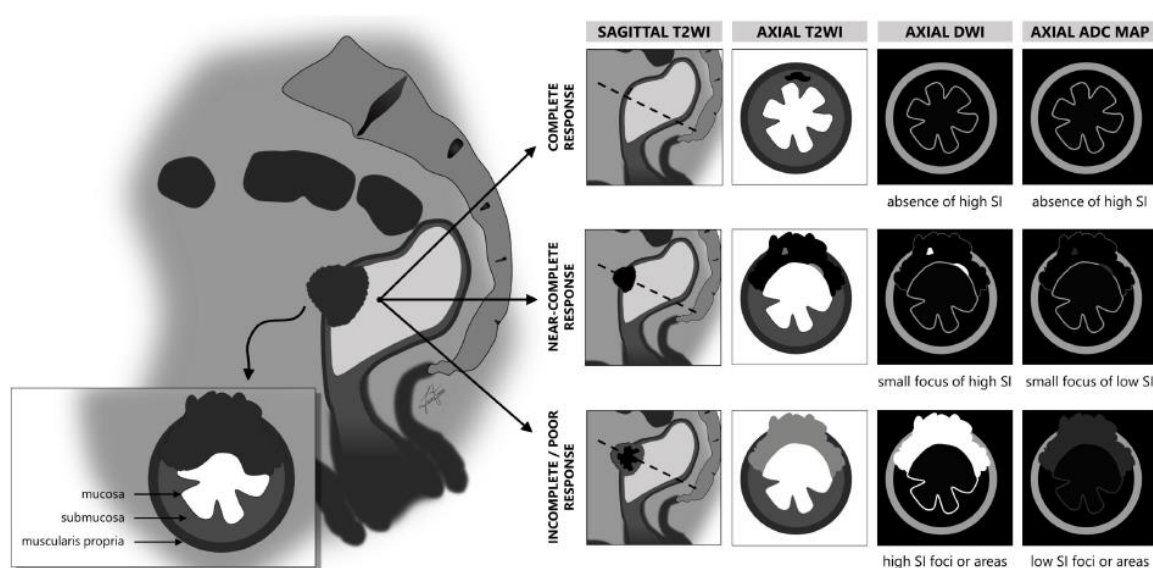 SAGITTAL T2WI
AXIAL T2WI
AXIAL DWI
AXIAL ADC MAP
COMPLETE
RESPONSE
absence of high SI
absence of high SI
NEAR-COMPLETE
RESPONSE
small focus of high SI
small focus of low SI
INCOMPLETE / POOR
RESPONSE
high SI foci or areas
low SI foci or areas
mucosa
submucosa
muscularis propria